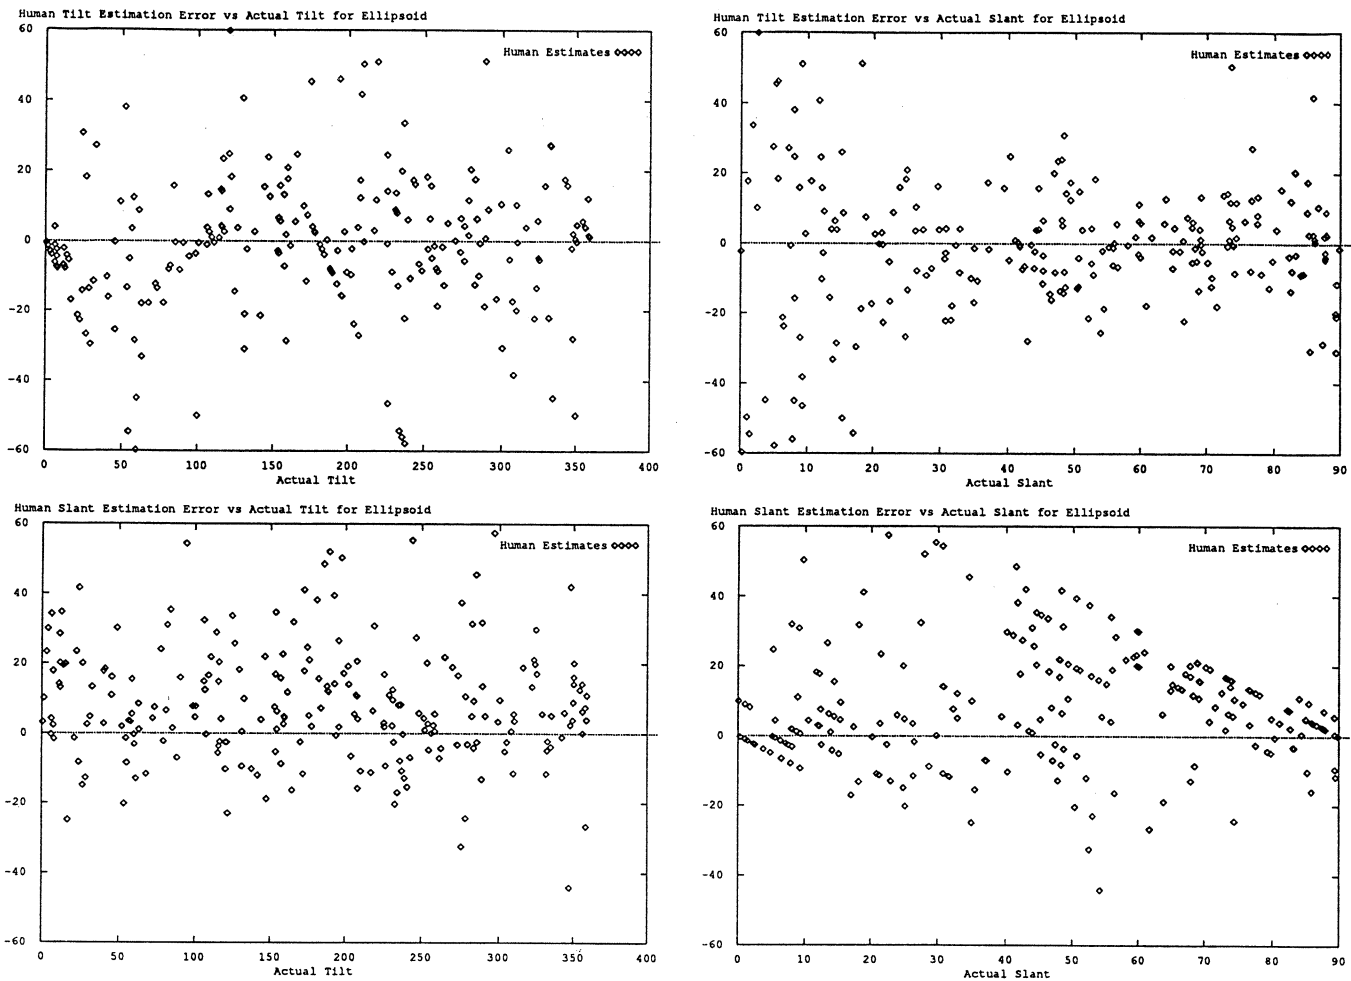 Human Tilt Estimation Error vs Actual Tilt for Ellipsoid
60
Human Estimates
40
20
0
-20
-40
-60
0 50 100 150 200 250 300 350 400
Actual Tilt
Human Tilt Estimation Error vs Actual Slant for Ellipsoid
60
Human Estimates
40
20
0
-20
-40
-60
0 10 20 30 40 50 60 70 80 90
Actual Slant
Human Slant Estimation Error vs Actual Tilt for Ellipsoid
60
Human Estimates
40
20
0
-20
-40
-60
0 50 100 150 200 250 300 350 400
Actual Tilt
Human Slant Estimation Error vs Actual Slant for Ellipsoid
60
Human Estimates
40
20
0
-20
-40
-60
0 10 20 30 40 50 60 70 80 90
Actual Slant